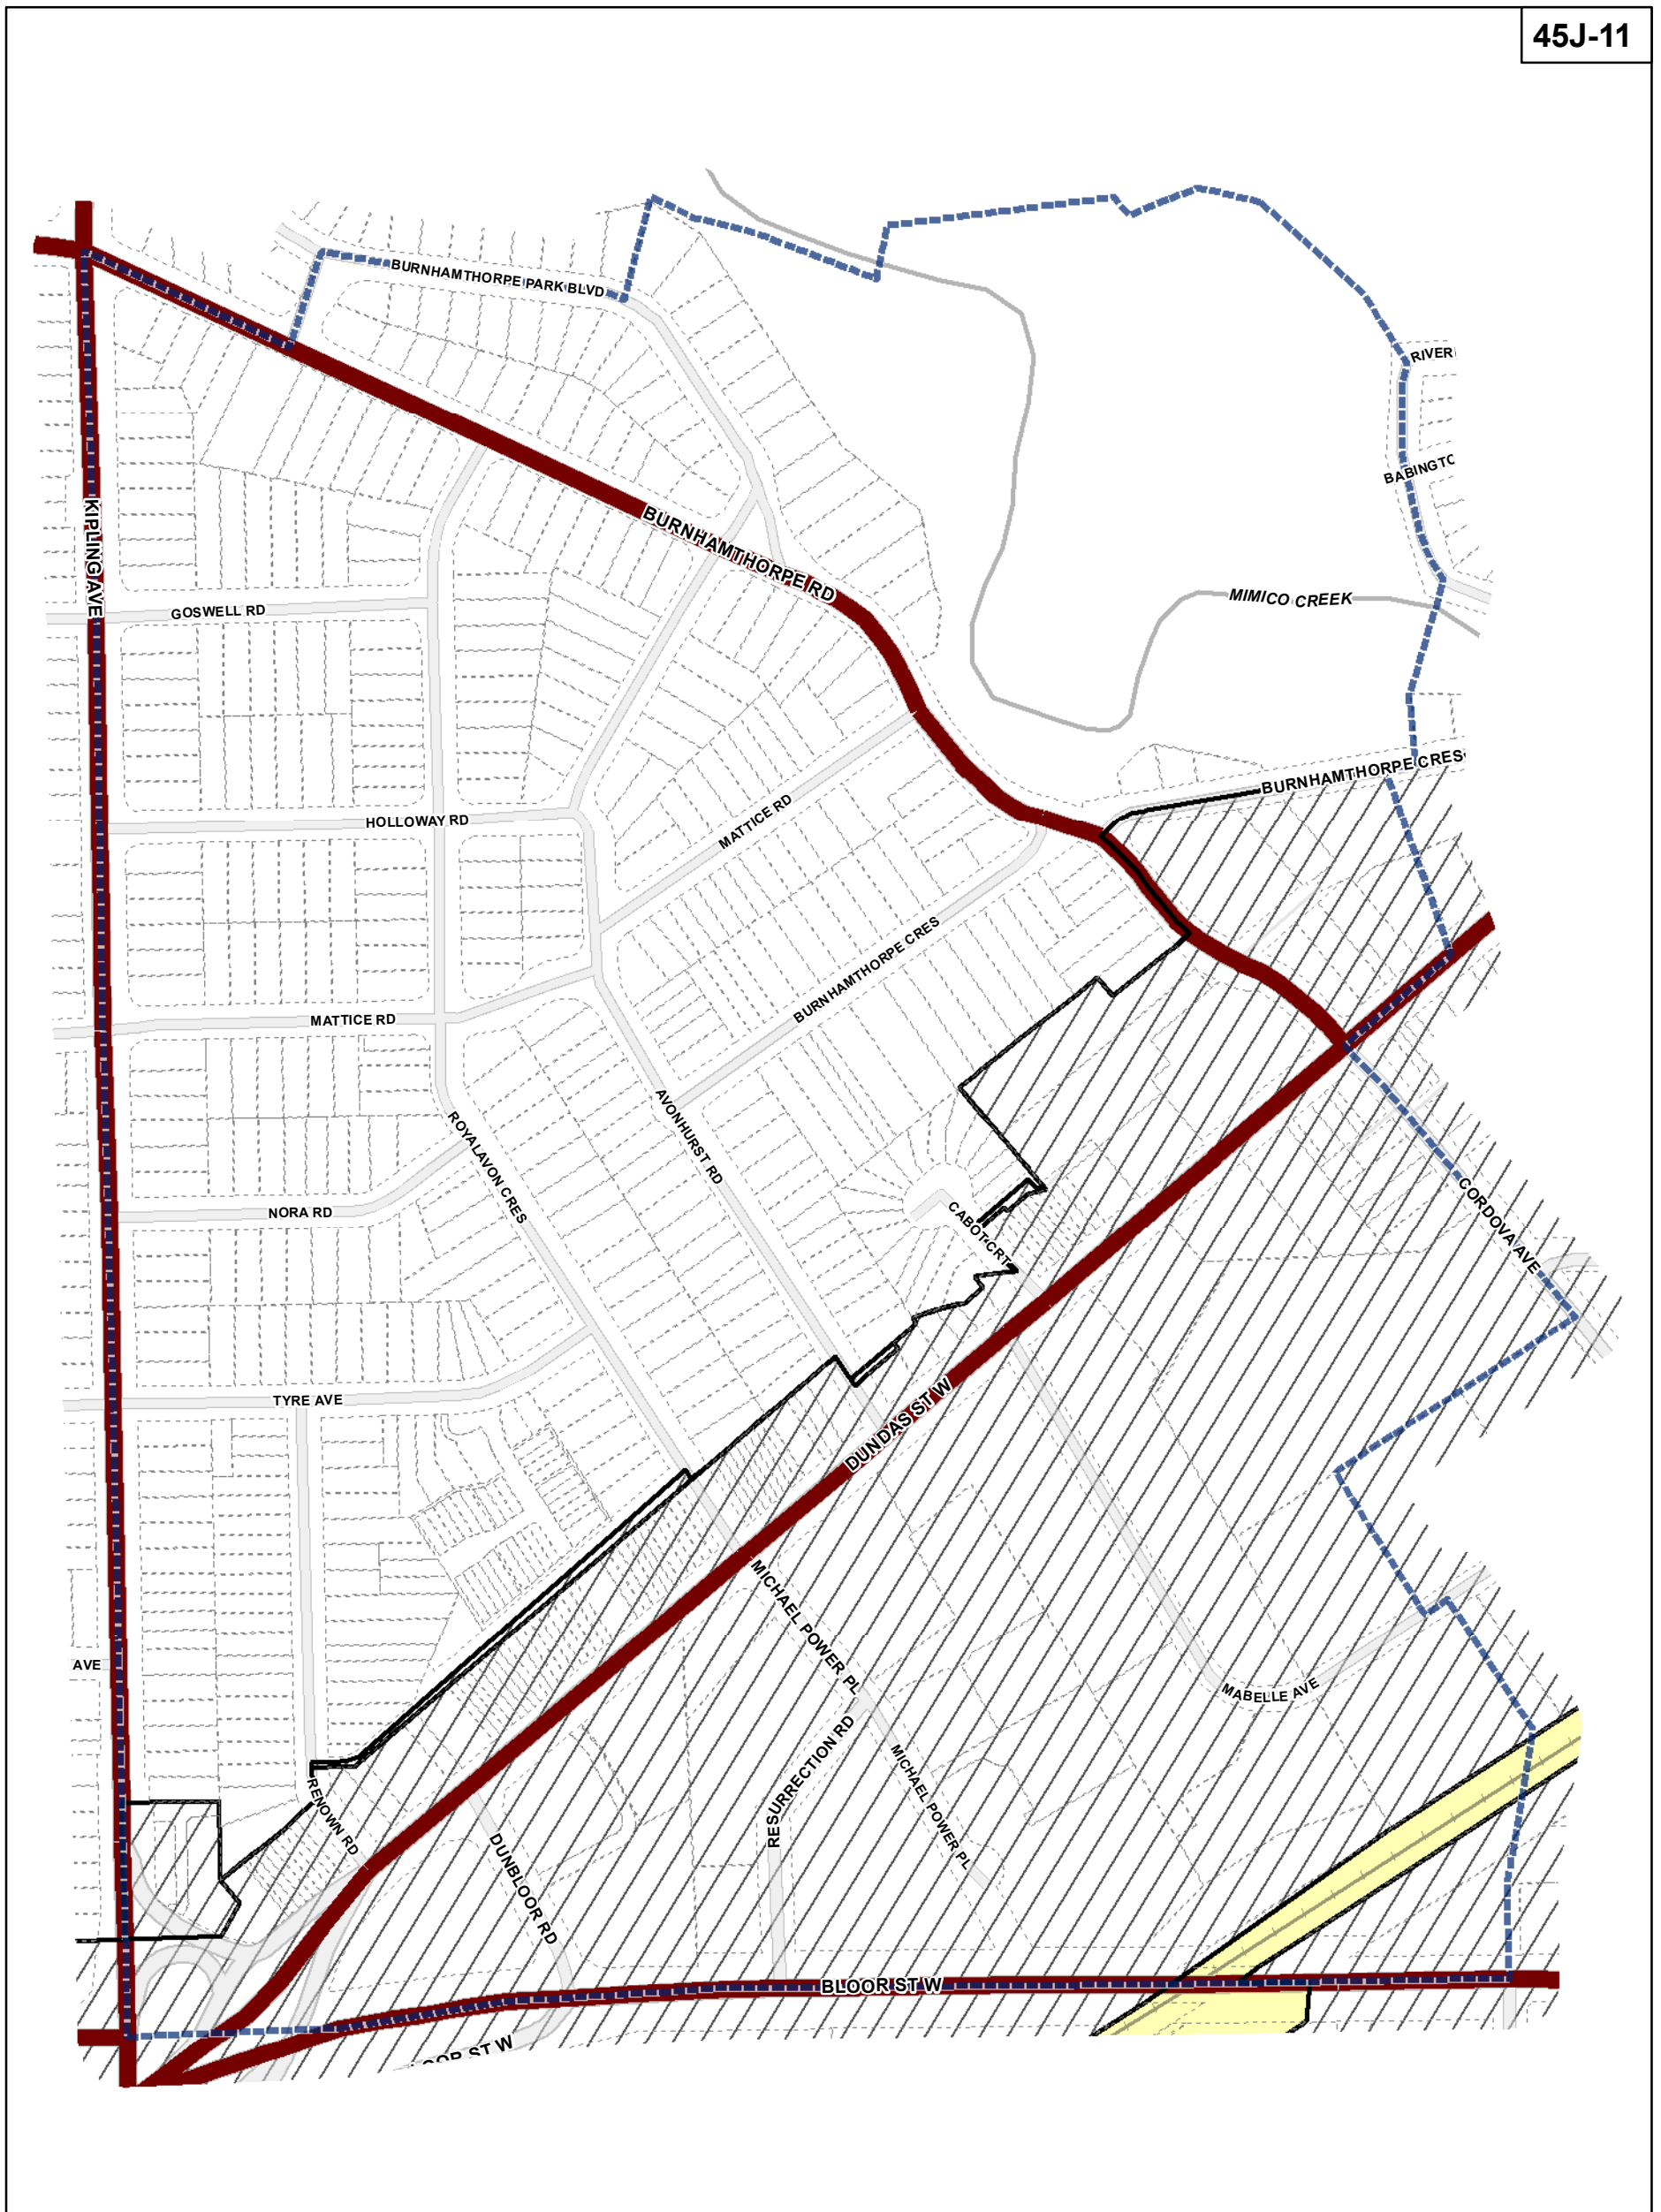 45J-11
BURNHAMTHORPE PARK BLVD
RIVER
BABINGTO
KIPLING AVE
BURNHAMTHORPE RD
GOSWELL RD
MIMICO CREEK
BURNHAMTHORPE CRES
HOLLOWAY RD
MATTICE RD
BURNHAMTHORPE CRES
MATTICE RD
AVONHURST RD
ROYALAVON CRES
NORA RD
CABOT CRT
CORDOVA AVE
TYRE AVE
DUNDAS ST W
MICHAEL POWER PL
AVE
MABELLE AVE
RESURRECTION RD
MICHAEL POWER PL
RENOWN RD
DUNBLOOR RD
BLOOR ST W
OOR ST W